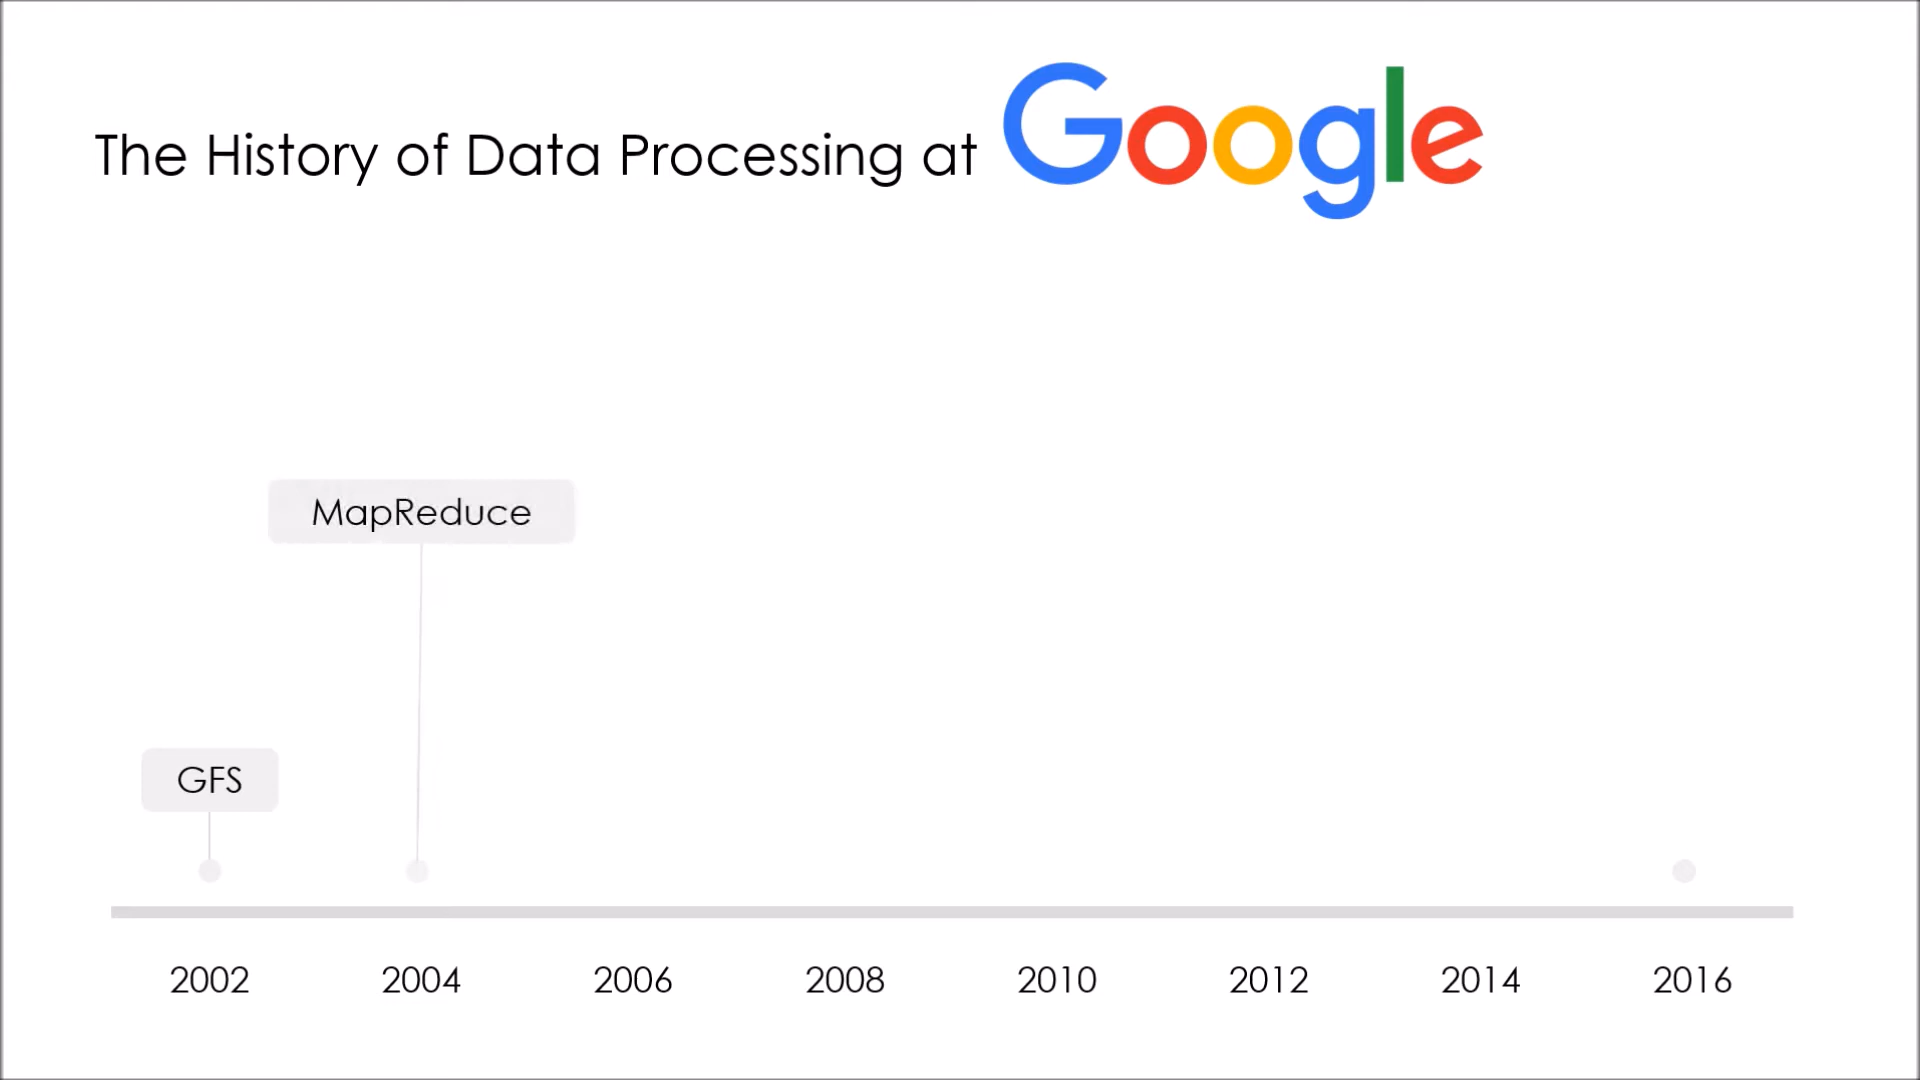 The History of Data Processing at Google
MapReduce
GFS
2002 2004 2006 2008 2010 2012 2014 2016